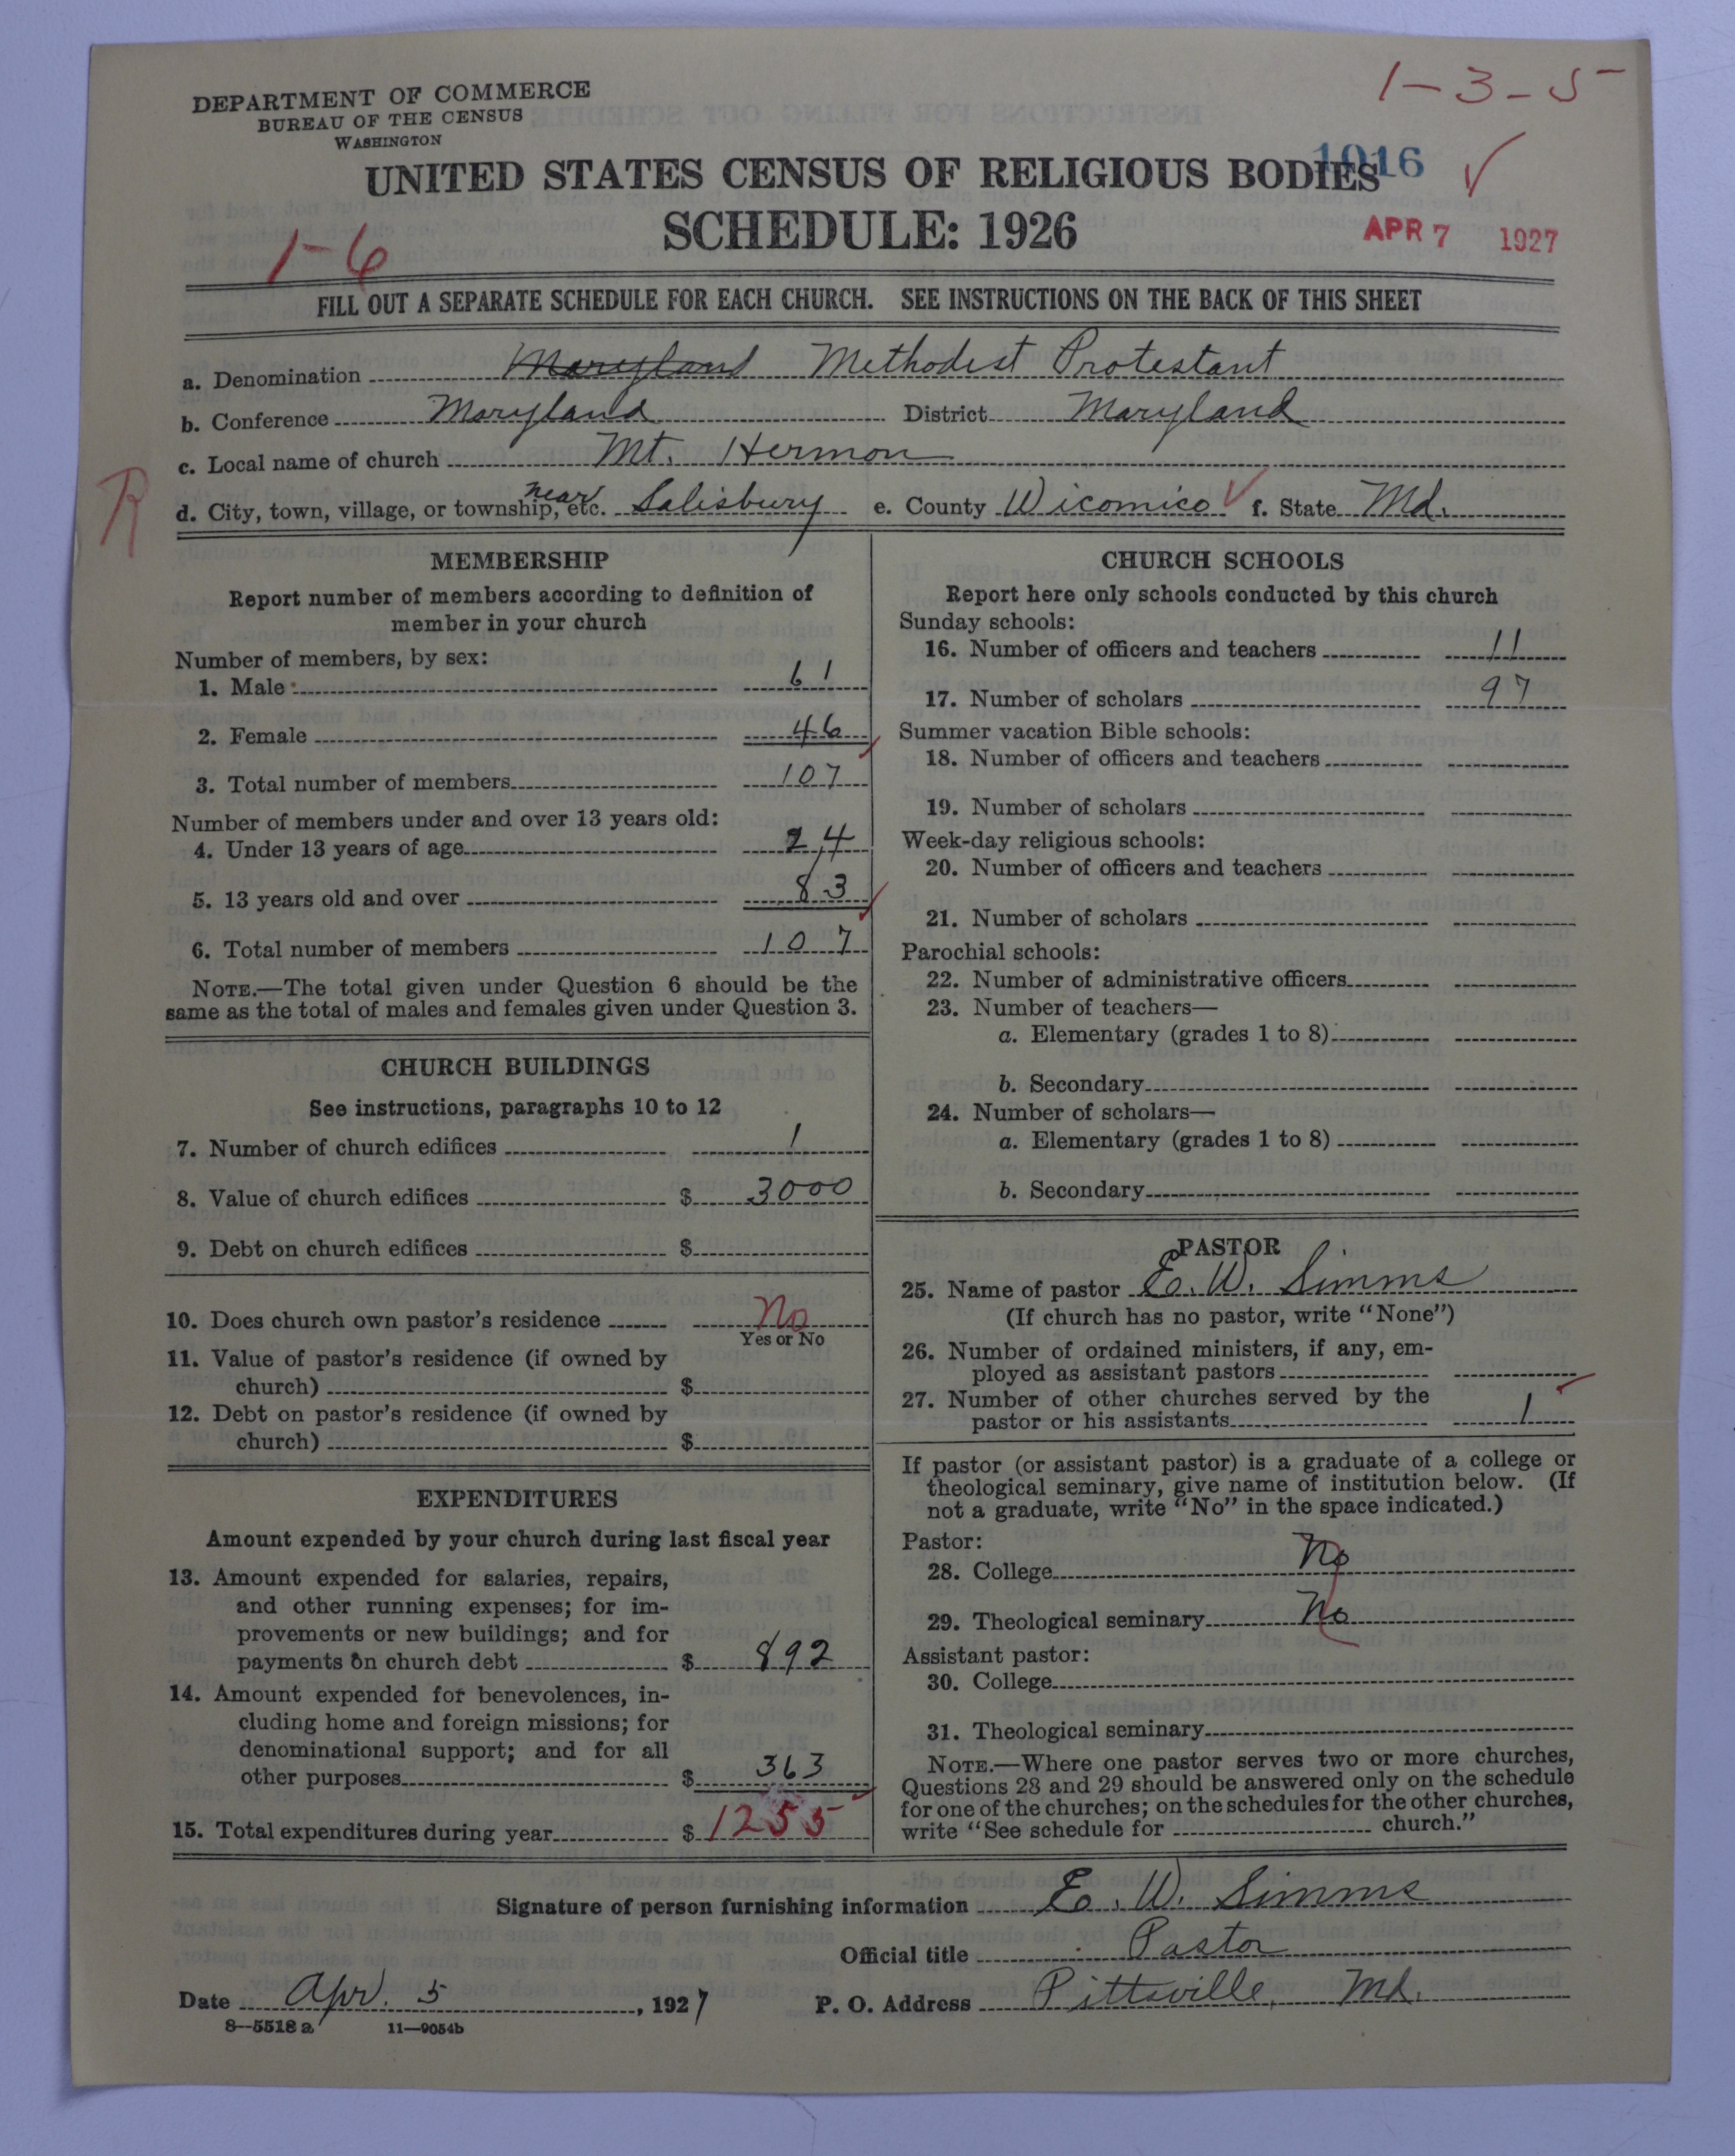 1-3-5
DEPARTMENT OF COMMERCE
BUREAU OF THE CENSUS
WASHINGTON
UNITED STATES CENSUS OF RELIGIOUS BODIES
SCHEDULE: 1926
1-6
APR 7 1927
FILL OUT A SEPARATE SCHEDULE FOR EACH CHURCH. SEE INSTRUCTIONS ON THE BACK OF THIS SHEET
a. Denomination Maryland Methodist Protestant
b. Conference Maryland District Maryland
c. Local name of church Mt. Hermon
R
d. City, town, village, or township, etc. near Salisbury e. County Wicomico f. State Md.
MEMBERSHIP
Report number of members according to definition of
member in your church
Number of members, by sex:
1. Male 61
2. Female 46
3. Total number of members 107
Number of members under and over 13 years old:
4. Under 13 years of age 24
5. 13 years old and over 83
6. Total number of members 107
NOTE.—The total given under Question 6 should be the
same as the total of males and females given under Question 3.
CHURCH BUILDINGS
See instructions, paragraphs 10 to 12
7. Number of church edifices 1
8. Value of church edifices $ 3000
9. Debt on church edifices $
10. Does church own pastor's residence No
Yes or No
11. Value of pastor's residence (if owned by
church) $
12. Debt on pastor's residence (if owned by
church) $
EXPENDITURES
Amount expended by your church during last fiscal year
13. Amount expended for salaries, repairs,
and other running expenses; for im-
provements or new buildings; and for
payments on church debt $ 892
14. Amount expended for benevolences, in-
cluding home and foreign missions; for
denominational support; and for all
other purposes $ 363
15. Total expenditures during year $ 1255
CHURCH SCHOOLS
Report here only schools conducted by this church
Sunday schools:
16. Number of officers and teachers 11
17. Number of scholars 97
Summer vacation Bible schools:
18. Number of officers and teachers
19. Number of scholars
Week-day religious schools:
20. Number of officers and teachers
21. Number of scholars
Parochial schools:
22. Number of administrative officers
23. Number of teachers—
a. Elementary (grades 1 to 8)
b. Secondary
24. Number of scholars—
a. Elementary (grades 1 to 8)
b. Secondary
PASTOR
25. Name of pastor E. W. Simms
(If church has no pastor, write "None")
26. Number of ordained ministers, if any, em-
ployed as assistant pastors
27. Number of other churches served by the
pastor or his assistants 1
If pastor (or assistant pastor) is a graduate of a college or
theological seminary, give name of institution below. (If
not a graduate, write "No" in the space indicated.)
Pastor:
28. College No
29. Theological seminary No
Assistant pastor:
30. College
31. Theological seminary
NOTE.—Where one pastor serves two or more churches,
Questions 28 and 29 should be answered only on the schedule
for one of the churches; on the schedules for the other churches,
write "See schedule for church."
Signature of person furnishing information E. W. Simms
Official title Pastor
Date Apr. 5, 1927 P. O. Address Pittsville, Md.
8-5518 a 11-9054b